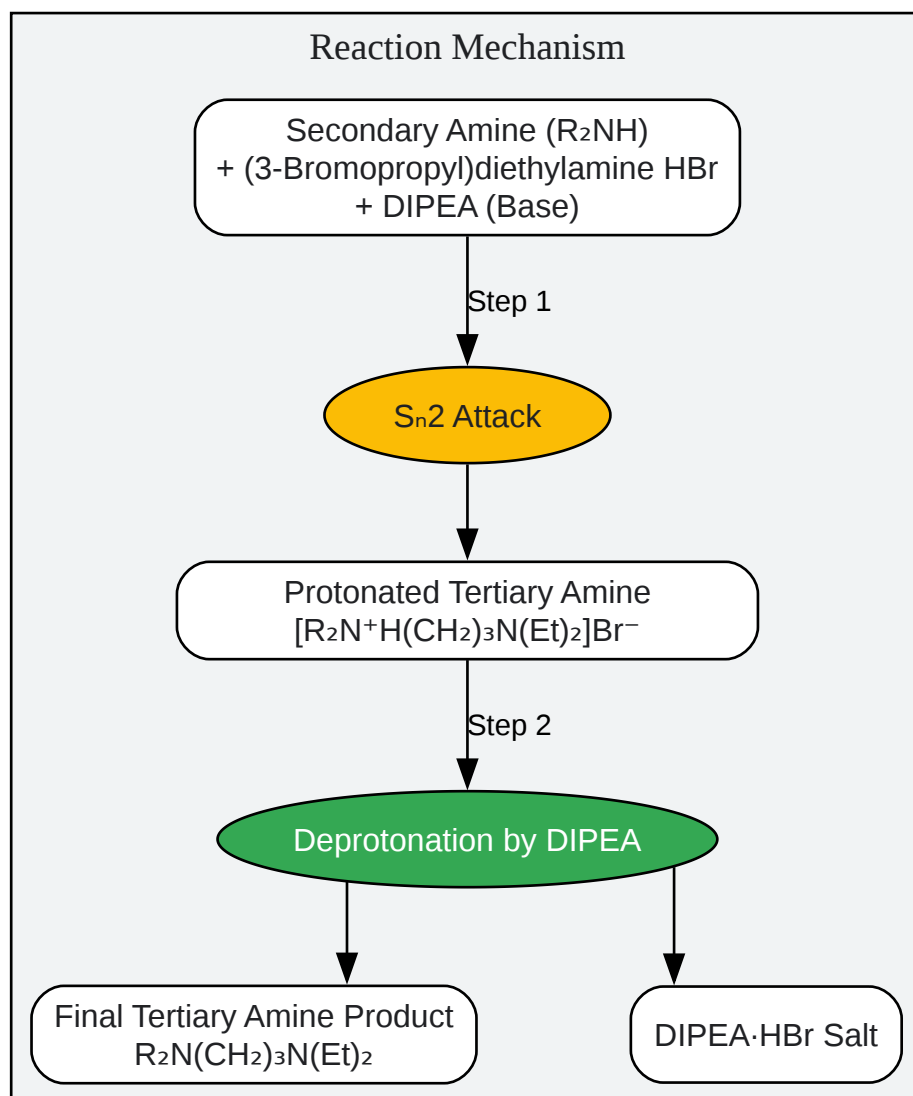 Reaction Mechanism
Secondary Amine (R₂NH)
+ (3-Bromopropyl)diethylamine HBr
+ DIPEA (Base)
Step 1
Sₙ2 Attack
Protonated Tertiary Amine
[R₂N⁺H(CH₂)₃N(Et)₂]Br⁻
Step 2
Deprotonation by DIPEA
Final Tertiary Amine Product
R₂N(CH₂)₃N(Et)₂
DIPEA·HBr Salt